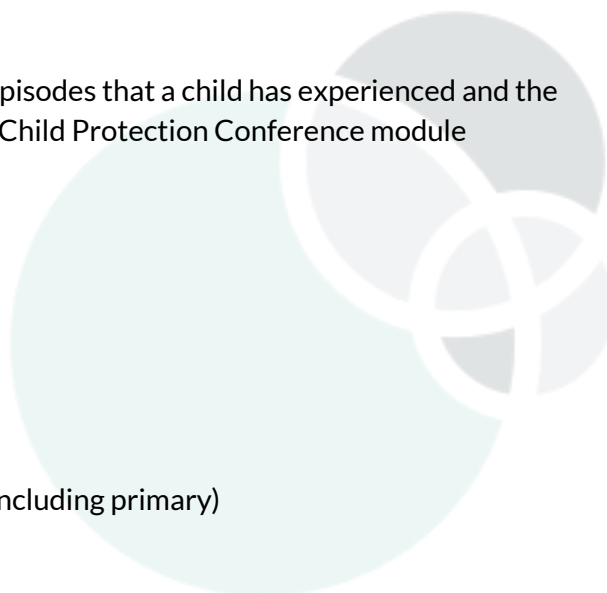 pisodes that a child has experienced and the
Child Protection Conference module
ncluding primary)